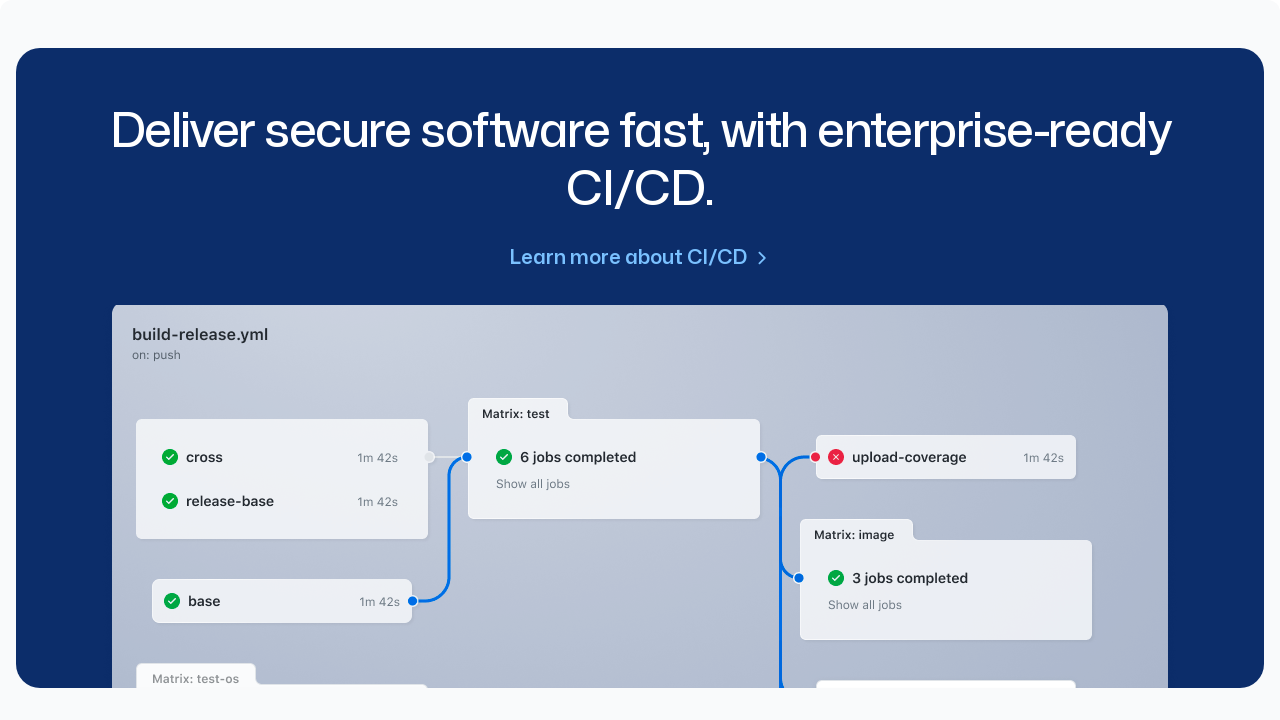 Deliver secure software fast, with enterprise-ready
CI/CD.
Learn more about CI/CD
build-release.yml
on: push
Matrix: test
cross 1m 42s
6 jobs completed
upload-coverage 1m 42s
Show all jobs
release-base 1m 42s
Matrix: image
3 jobs completed
Show all jobs
base 1m 42s
Matrix: test-os